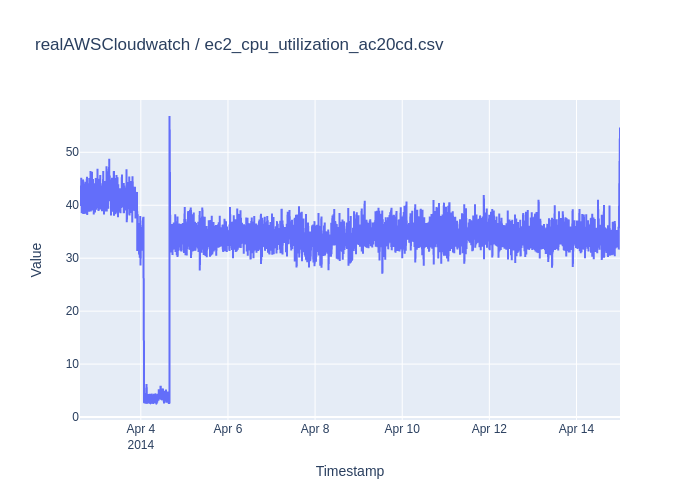 realAWSCloudwatch / ec2_cpu_utilization_ac20cd.csv
50
40
30
20
10
0
Value
Apr 4
2014
Apr 6
Apr 8
Apr 10
Apr 12
Apr 14
Timestamp